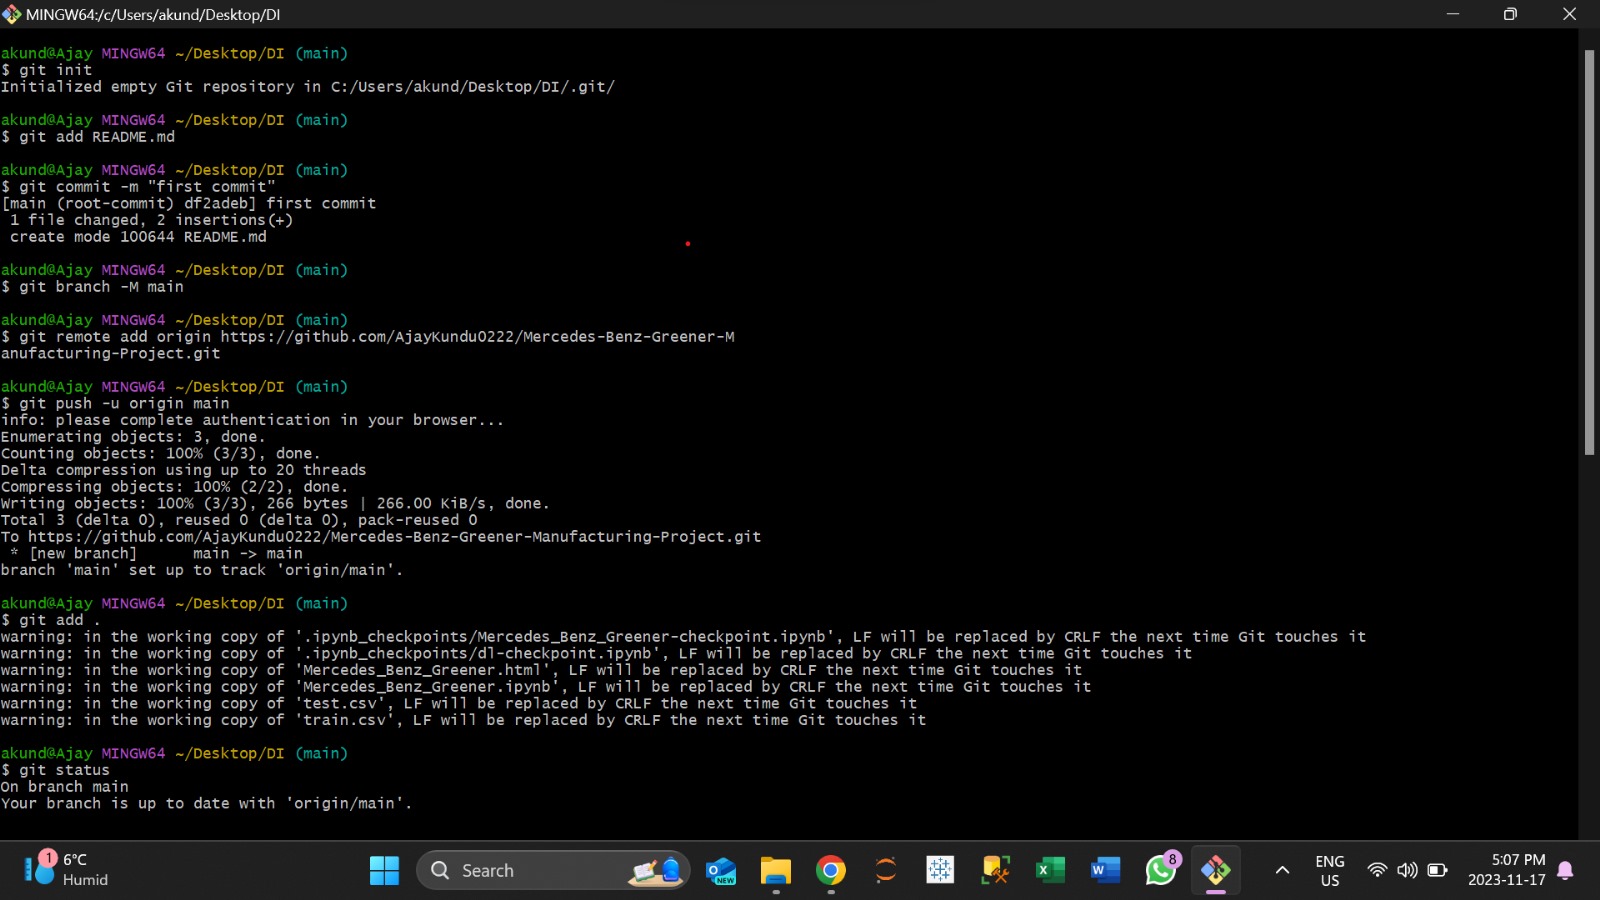 MINGW64:/c/Users/akund/Desktop/DI
akund@Ajay MINGW64 ~/Desktop/DI (main)
$ git init
Initialized empty Git repository in C:/Users/akund/Desktop/DI/.git/
akund@Ajay MINGW64 ~/Desktop/DI (main)
$ git add README.md
akund@Ajay MINGW64 ~/Desktop/DI (main)
$ git commit -m "first commit"
[main (root-commit) df2adeb] first commit
1 file changed, 2 insertions(+)
create mode 100644 README.md
akund@Ajay MINGW64 ~/Desktop/DI (main)
$ git branch -M main
akund@Ajay MINGW64 ~/Desktop/DI (main)
$ git remote add origin https://github.com/AjayKundu0222/Mercedes-Benz-Greener-M
anufacturing-Project.git
akund@Ajay MINGW64 ~/Desktop/DI (main)
$ git push -u origin main
info: please complete authentication in your browser...
Enumerating objects: 3, done.
Counting objects: 100% (3/3), done.
Delta compression using up to 20 threads
Compressing objects: 100% (2/2), done.
Writing objects: 100% (3/3), 266 bytes | 266.00 KiB/s, done.
Total 3 (delta 0), reused 0 (delta 0), pack-reused 0
To https://github.com/AjayKundu0222/Mercedes-Benz-Greener-Manufacturing-Project.git
* [new branch] main -> main
branch 'main' set up to track 'origin/main'.
akund@Ajay MINGW64 ~/Desktop/DI (main)
$ git add .
warning: in the working copy of '.ipynb_checkpoints/Mercedes_Benz_Greener-checkpoint.ipynb', LF will be replaced by CRLF the next time Git touches it
warning: in the working copy of '.ipynb_checkpoints/dl-checkpoint.ipynb', LF will be replaced by CRLF the next time Git touches it
warning: in the working copy of 'Mercedes_Benz_Greener.html', LF will be replaced by CRLF the next time Git touches it
warning: in the working copy of 'Mercedes_Benz_Greener.ipynb', LF will be replaced by CRLF the next time Git touches it
warning: in the working copy of 'test.csv', LF will be replaced by CRLF the next time Git touches it
warning: in the working copy of 'train.csv', LF will be replaced by CRLF the next time Git touches it
akund@Ajay MINGW64 ~/Desktop/DI (main)
$ git status
On branch main
Your branch is up to date with 'origin/main'.
1
6°C
Humid
Search
NEW
8
ENG
US
5:07 PM
2023-11-17